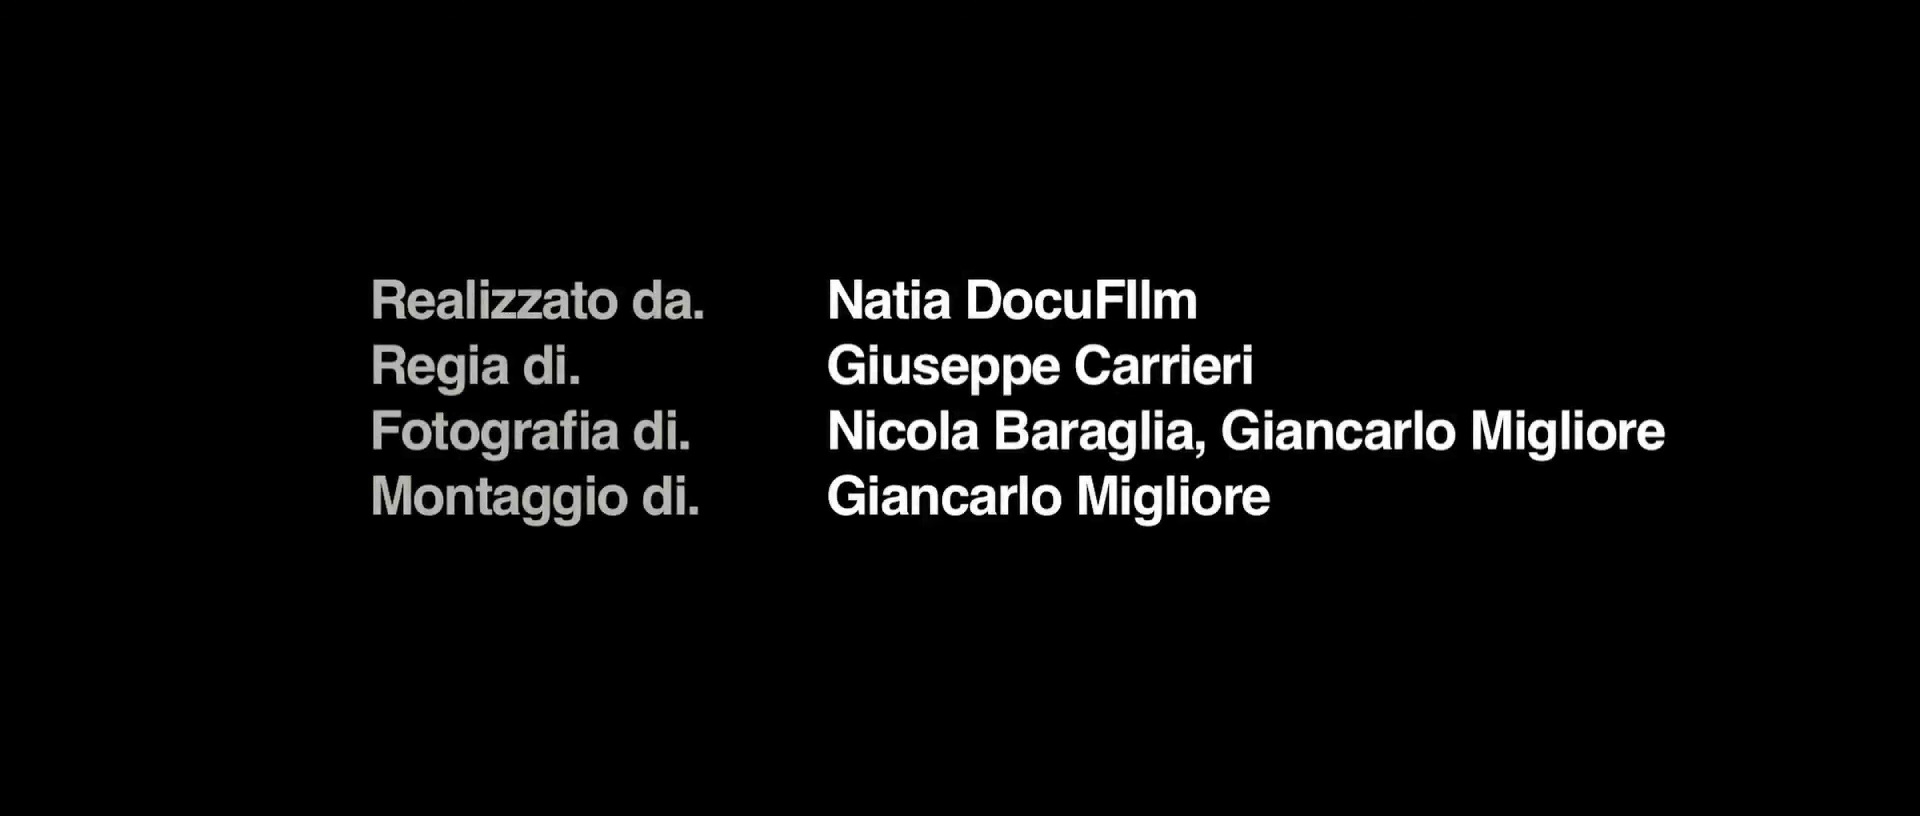 Realizzato da. Natia DocuFIlm
Regia di. Giuseppe Carrieri
Fotografia di. Nicola Baraglia, Giancarlo Migliore
Montaggio di. Giancarlo Migliore